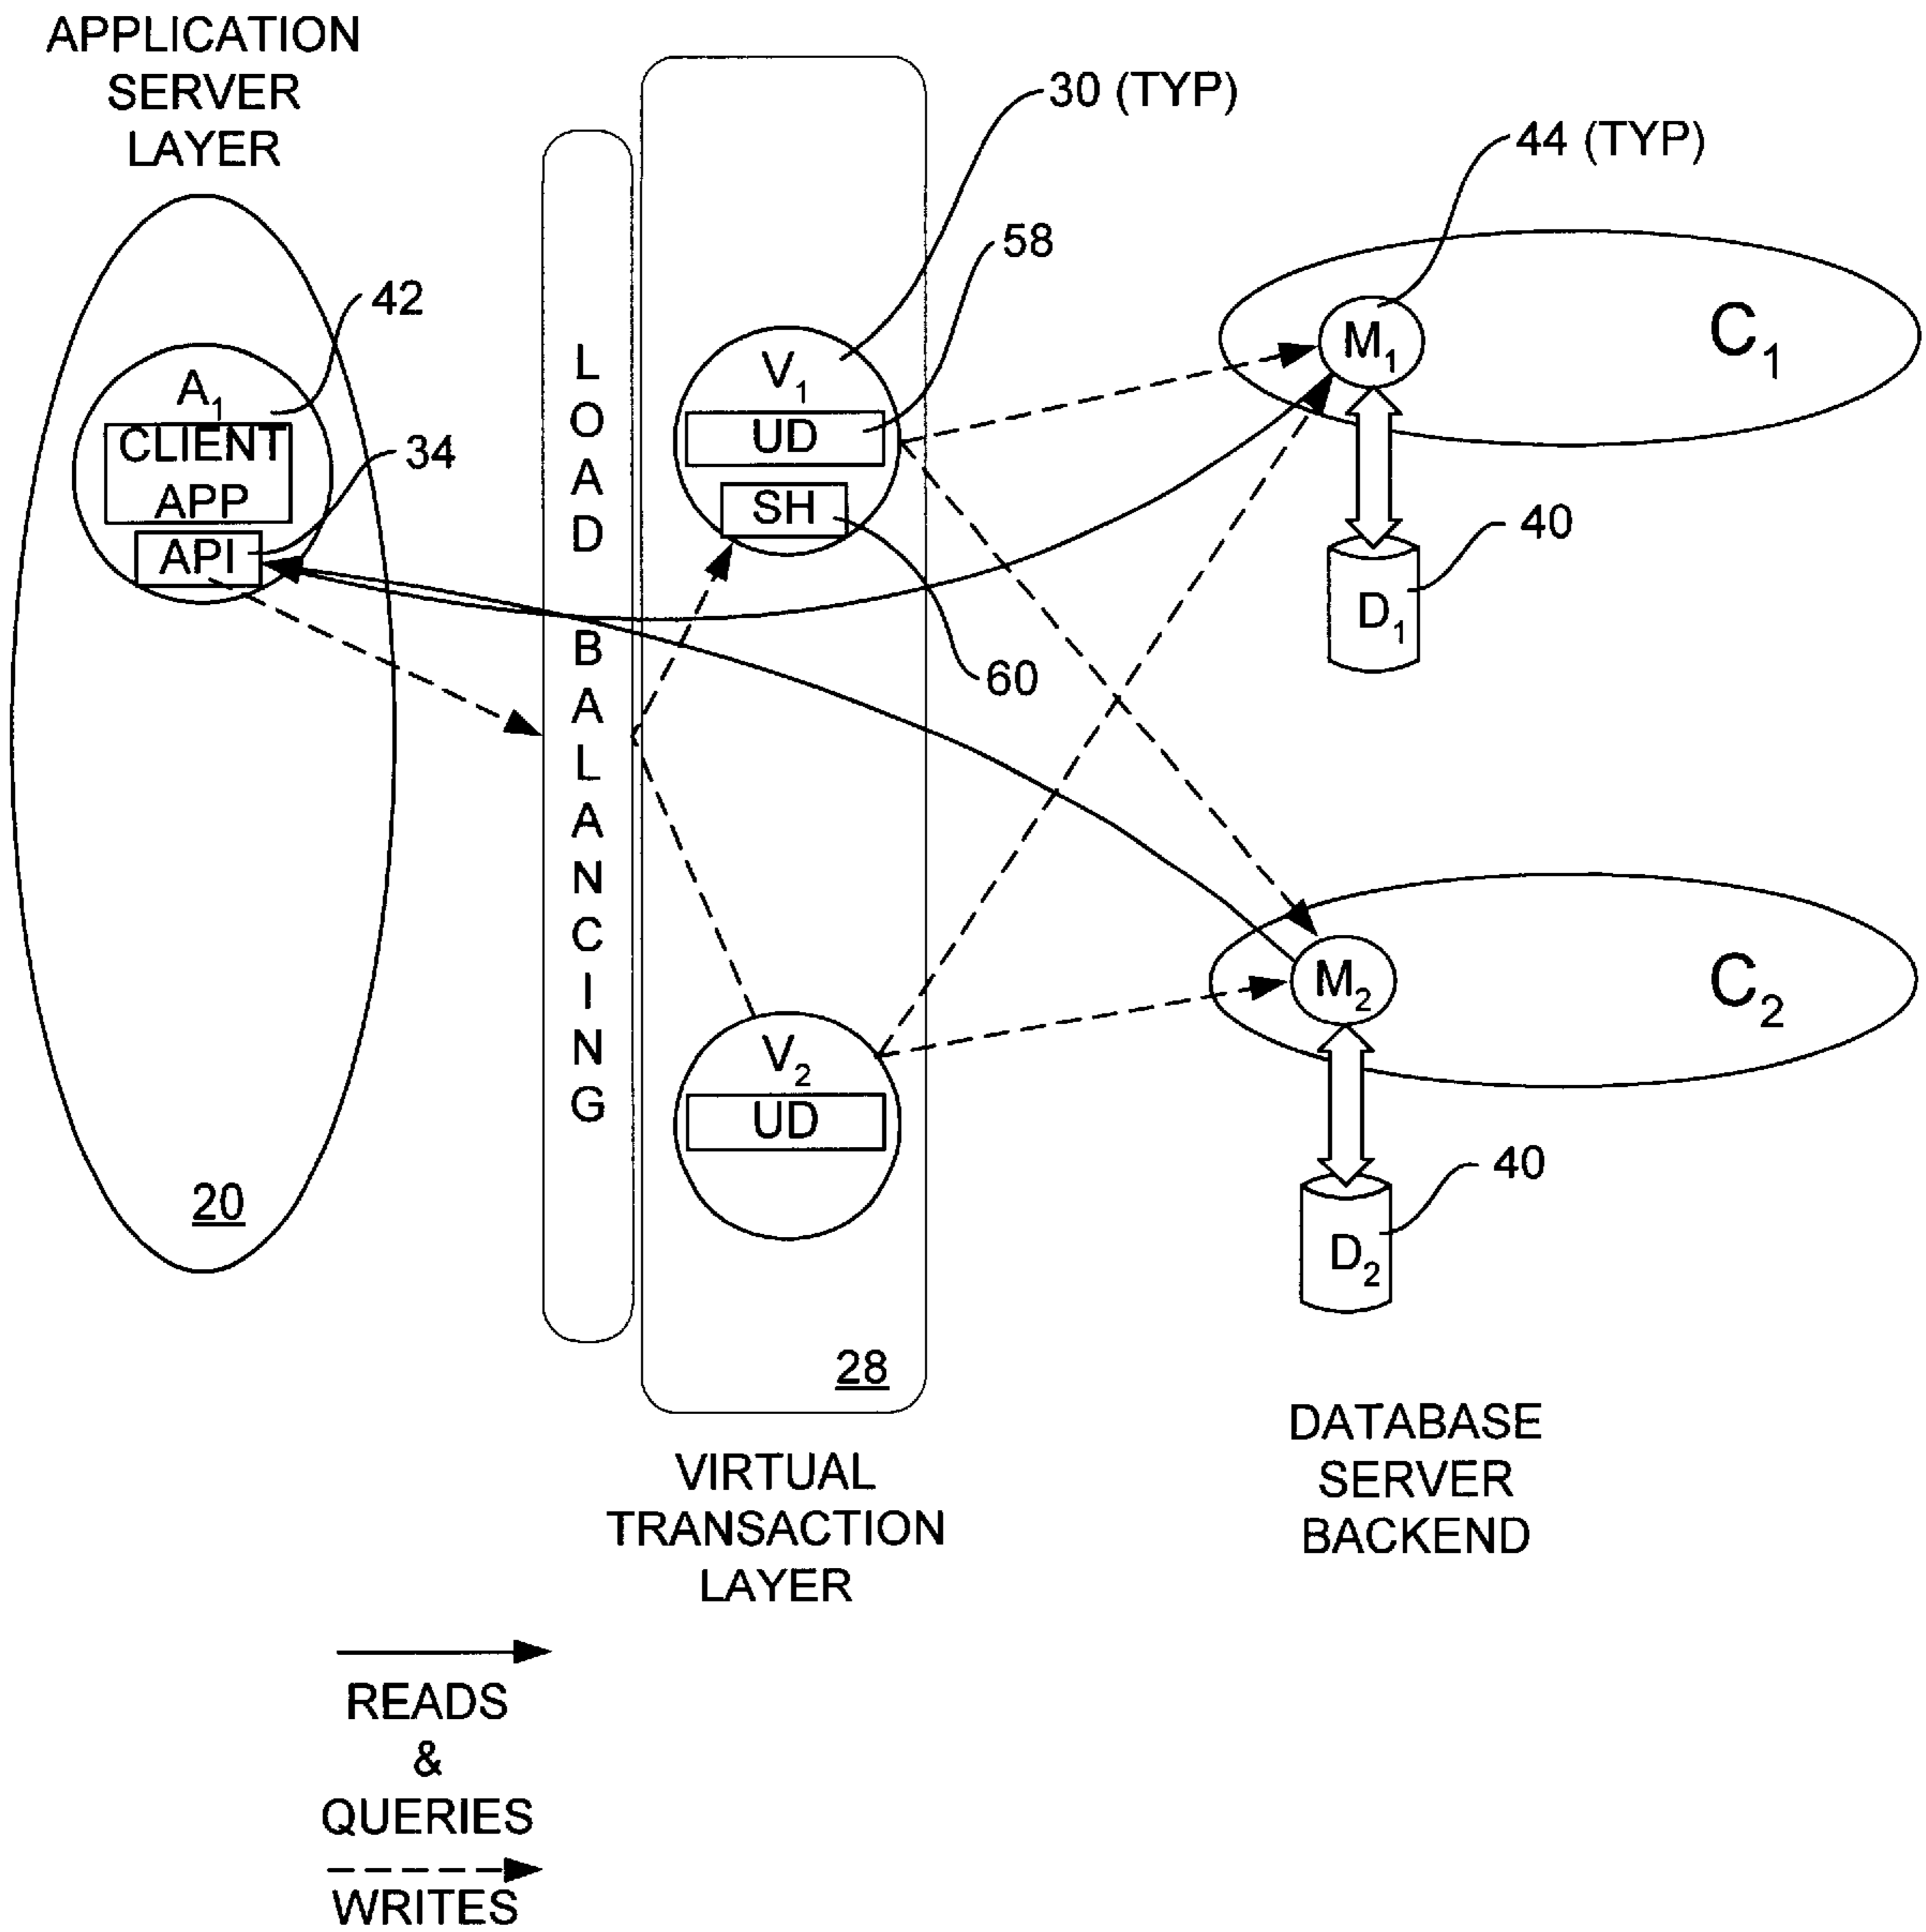 APPLICATION
SERVER
LAYER
30 (TYP)
44 (TYP)
58
42
A1
CLIENT
APP
34
API
LOAD BALANCING
V1
UD
SH
60
M1
C1
40
D1
M2
C2
V2
UD
40
D2
20
28
VIRTUAL
TRANSACTION
LAYER
DATABASE
SERVER
BACKEND
READS
&
QUERIES
WRITES